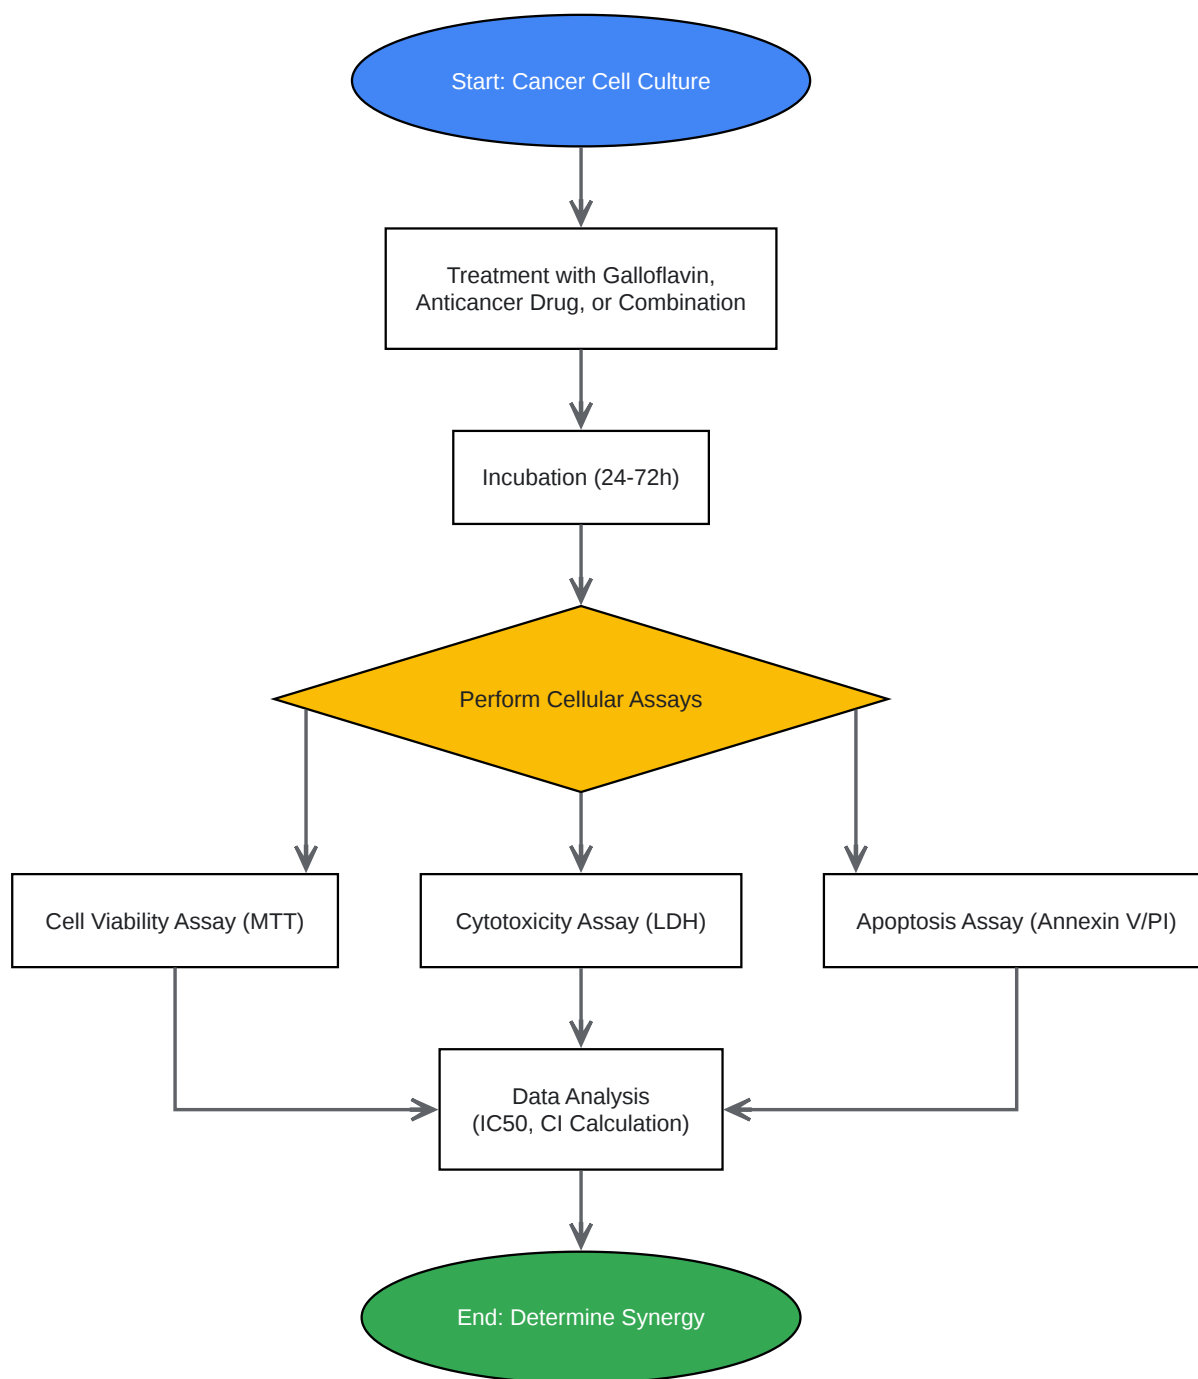 Start: Cancer Cell Culture
Treatment with Galloflavin,
Anticancer Drug, or Combination
Incubation (24-72h)
Perform Cellular Assays
Cell Viability Assay (MTT)
Cytotoxicity Assay (LDH)
Apoptosis Assay (Annexin V/PI)
Data Analysis
(IC50, CI Calculation)
End: Determine Synergy